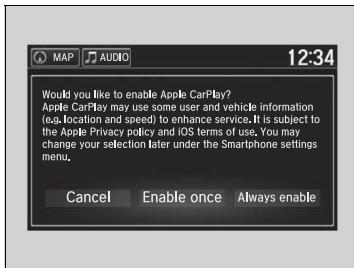 MAP AUDIO 12:34
Would you like to enable Apple CarPlay?
Apple CarPlay may use some user and vehicle information
(e.g. location and speed) to enhance service. It is subject to
the Apple Privacy policy and iOS terms of use. You may
change your selection later under the Smartphone settings
menu.
Cancel Enable once Always enable